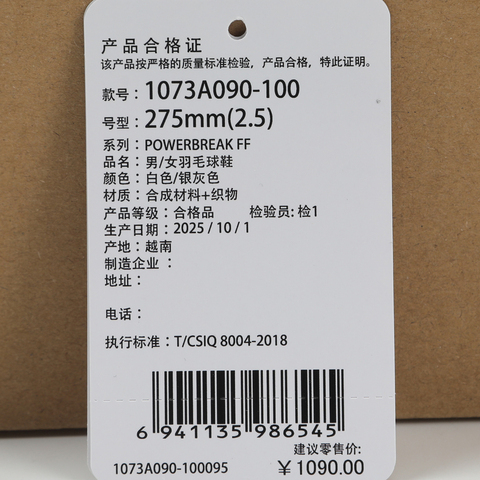 产品合格证
该产品按严格的质量标准检验，产品合格，特此证明。
款号：1073A090-100
号型：275mm(2.5)
系列：POWERBREAK FF
品名：男/女羽毛球鞋
颜色：白色/银灰色
材质：合成材料+织物
产品等级：合格品 检验员：检1
生产日期：2025 / 10 / 1
产地：越南
制造企业：
地址：
电话：
执行标准：T/CSIQ 8004-2018
6 941135 986545
建议零售价：
1073A090-100095 ￥1090.00